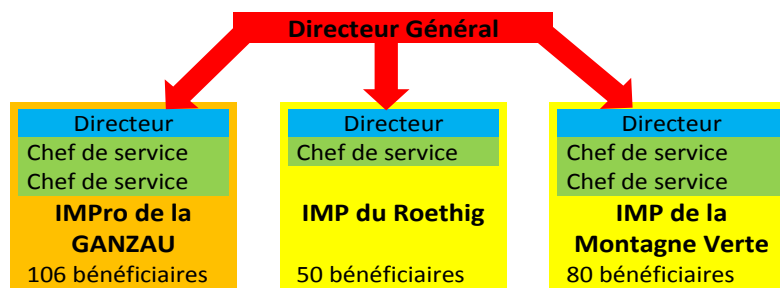 Directeur Général
Directeur
Chef de service
Chef de service
IMPro de la
GANZAU
106 bénéficiaires
Directeur
Chef de service
IMP du Roethig
50 bénéficiaires
Directeur
Chef de service
Chef de service
IMP de la
Montagne Verte
80 bénéficiaires